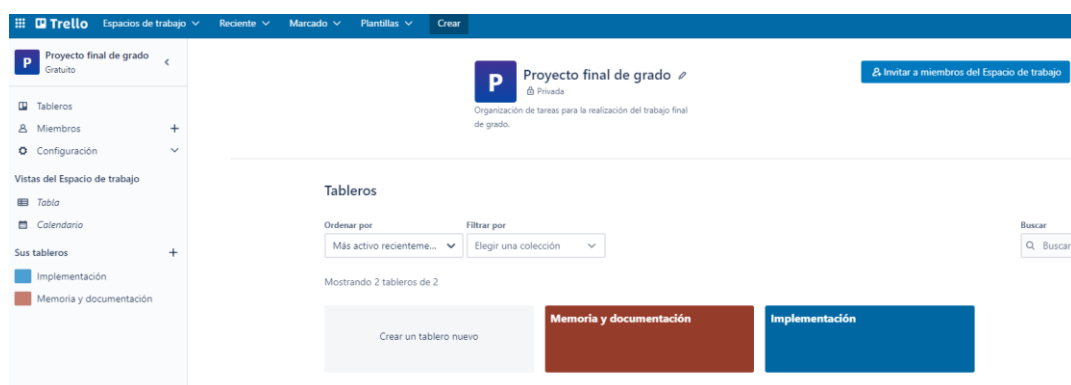 Trello Espacios de trabajo Reciente Marcado Plantillas Crear
P Proyecto final de grado
Gratuito
Tableros
Miembros
Configuración
Vistas del Espacio de trabajo
Tabla
Calendario
Sus tableros
Implementación
Memoria y documentación
P Proyecto final de grado
Privada
Organización de tareas para la realización del trabajo final
de grado.
Invitar a miembros del Espacio de trabajo
Tableros
Ordenar por Filtrar por Buscar
Más activo recienteme... Elegir una colección Buscar
Mostrando 2 tableros de 2
Crear un tablero nuevo
Memoria y documentación
Implementación